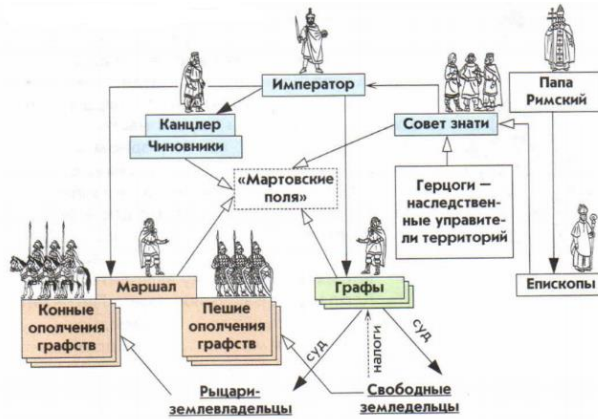 Император
Папа
Римский
Канцлер
Чиновники
Совет знати
«Мартовские
поля»
Герцоги —
наследствен-
ные управите-
ли территорий
Маршал
Графы
Епископы
Конные
ополчения
графств
Пешие
ополчения
графств
суд
налоги
суд
Рыцари-
землевладельцы
Свободные
земледельцы